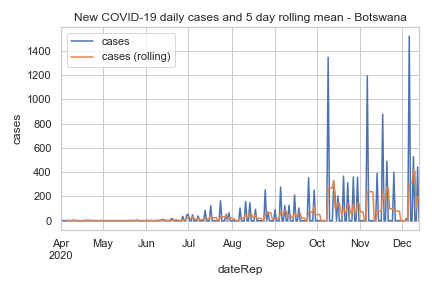 New COVID-19 daily cases and 5 day rolling mean - Botswana
cases
cases (rolling)
1400
1200
1000
800
600
400
200
0
cases
Apr May Jun Jul Aug Sep Oct Nov Dec
2020
dateRep